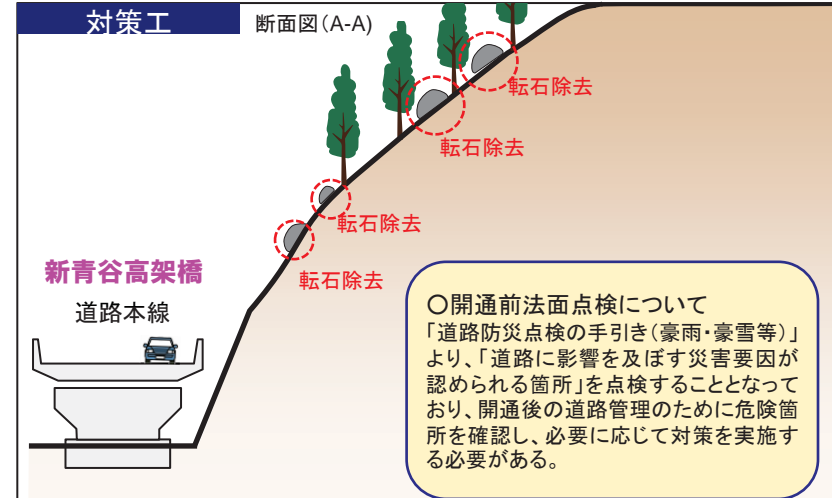 対策工
断面図(A-A)
転石除去
転石除去
転石除去
転石除去
新青谷高架橋
道路本線
〇開通前法面点検について
「道路防災点検の手引き(豪雨・豪雪等)」
より、「道路に影響を及ぼす災害要因が
認められる箇所」を点検することとなって
おり、開通後の道路管理のために危険箇
所を確認し、必要に応じて対策を実施す
る必要がある。